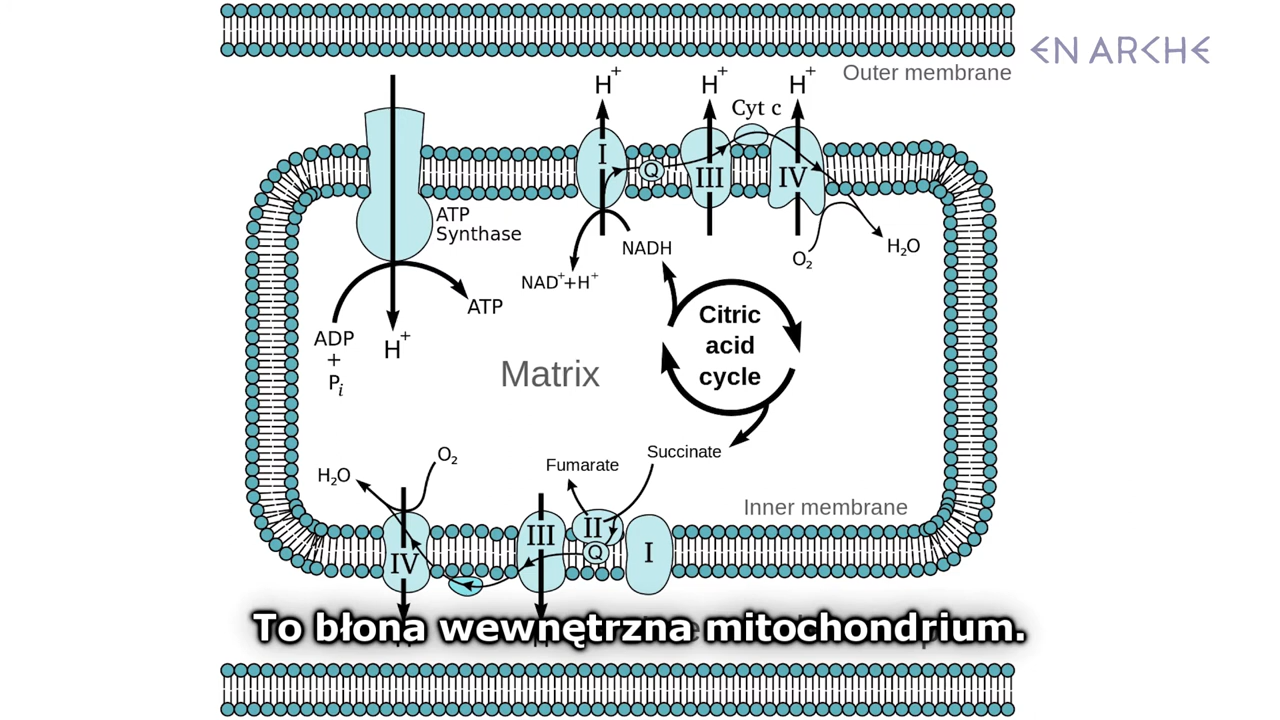 EN ARCHE
Outer membrane
H+
H+
H+
Cyt c
I
Q
III
IV
ATP
Synthase
NADH
O₂
H₂O
NAD⁺+H⁺
ATP
ADP
+
Pi
H+
Citric
acid
cycle
Matrix
Succinate
Fumarate
O₂
H₂O
Inner membrane
II
III
Q
I
IV
To błona wewnętrzna mitochondrium.